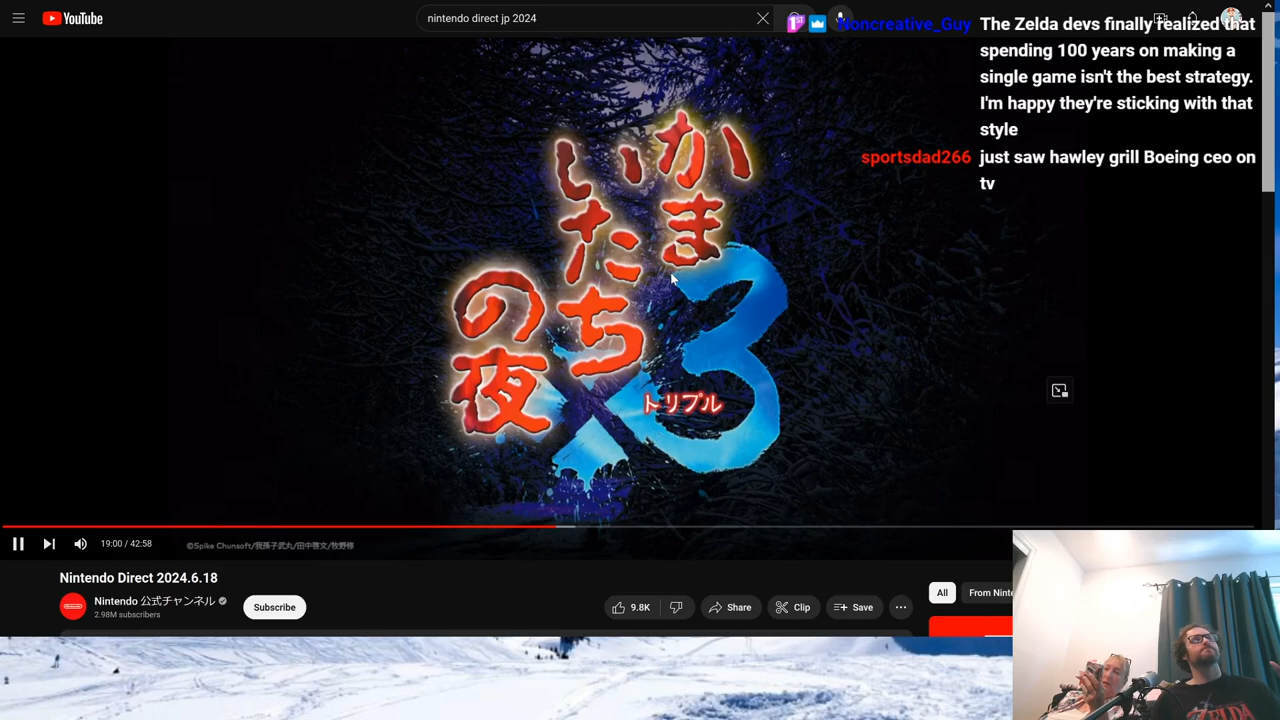 YouTube
nintendo direct jp 2024
Noncreative_Guy The Zelda devs finally realized that
spending 100 years on making a
single game isn't the best strategy.
I'm happy they're sticking with that
style
sportsdad266 just saw hawley grill Boeing ceo on
tv
かま
いたち
の夜
×3
トリプル
19:00 / 42:58
©Spike Chunsoft/我孫子武丸/田中啓文/牧野修
Nintendo Direct 2024.6.18
Nintendo 公式チャンネル
2.98M subscribers
Subscribe
9.8K
Share
Clip
Save
All
From Ninte
ZELDA